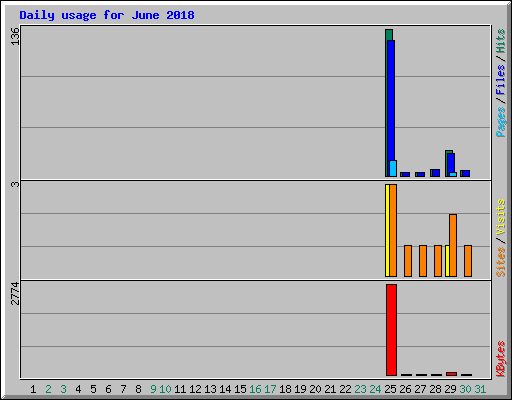 Daily usage for June 2018
136
3
2774
Pages / Files / Hits
Sites / Visits
KBytes
1 2 3 4 5 6 7 8 9 10 11 12 13 14 15 16 17 18 19 20 21 22 23 24 25 26 27 28 29 30 31